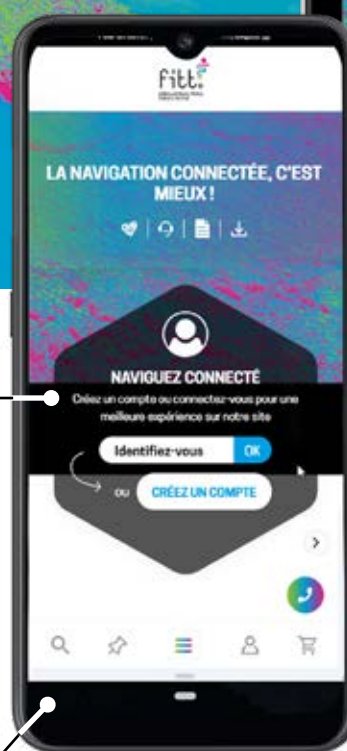 fitt.
LA NAVIGATION CONNECTÉE, C'EST
MIEUX !
NAVIGUEZ CONNECTÉ
Créez un compte ou connectez-vous pour une
meilleure expérience sur notre site
Identifiez-vous
OK
ou
CRÉEZ UN COMPTE